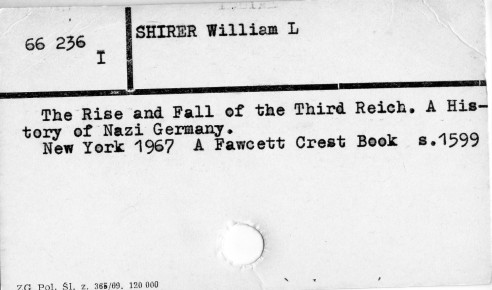 SHIRER William L
66 236
I
The Rise and Fall of the Third Reich. A His-
tory of Nazi Germany.
New York 1967 A Fawcett Crest Book s.1599
ZG Pol. Śl. z. 365/69. 120 000